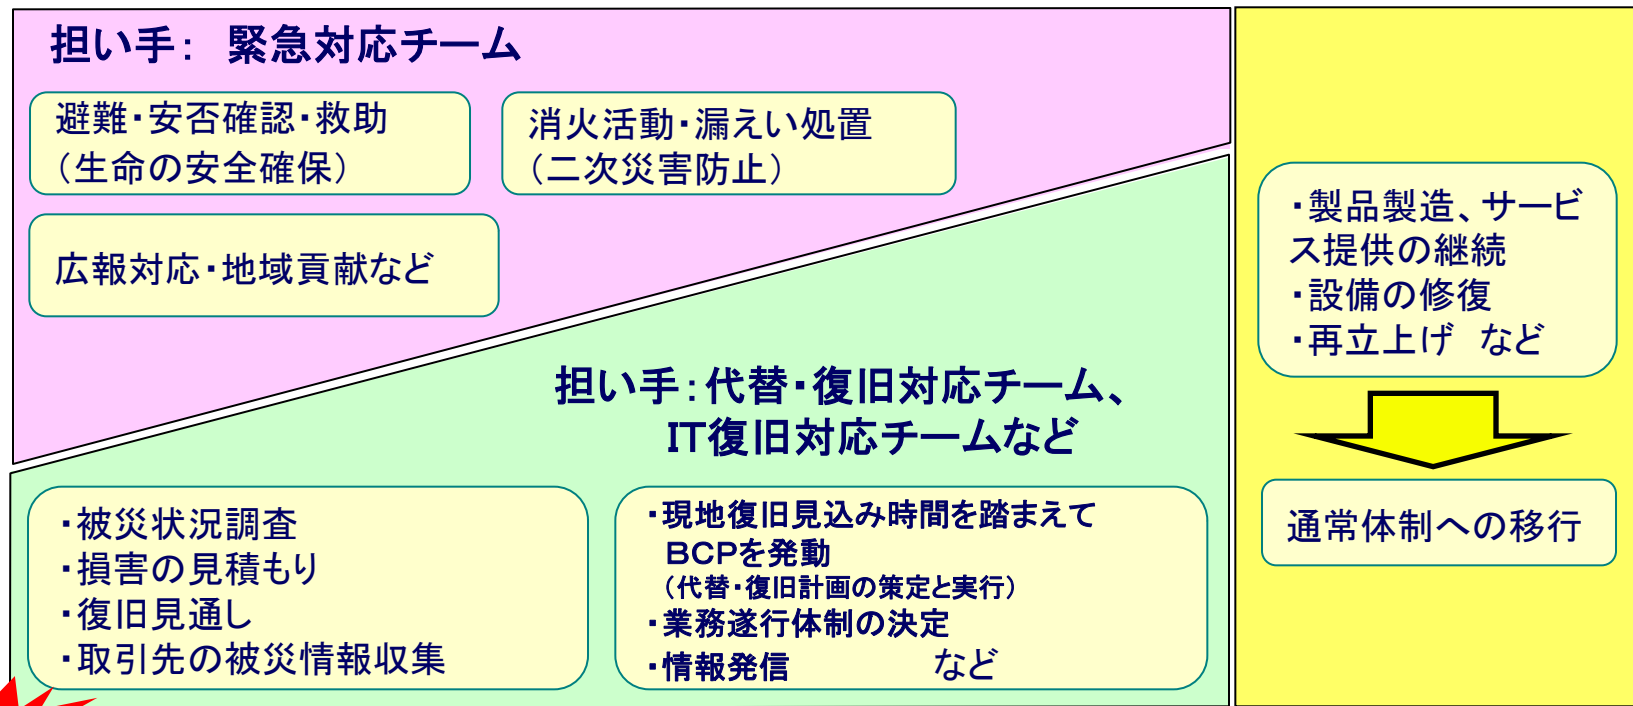 担い手： 緊急対応チーム
避難・安否確認・救助
（生命の安全確保）
消火活動・漏えい処置
（二次災害防止）
広報対応・地域貢献など
担い手：代替・復旧対応チーム、
IT復旧対応チームなど
・被災状況調査
・損害の見積もり
・復旧見通し
・取引先の被災情報収集
・現地復旧見込み時間を踏まえて
ＢＣＰを発動
（代替・復旧計画の策定と実行）
・業務遂行体制の決定
・情報発信 など
・製品製造、サービ
ス提供の継続
・設備の修復
・再立上げ など
通常体制への移行